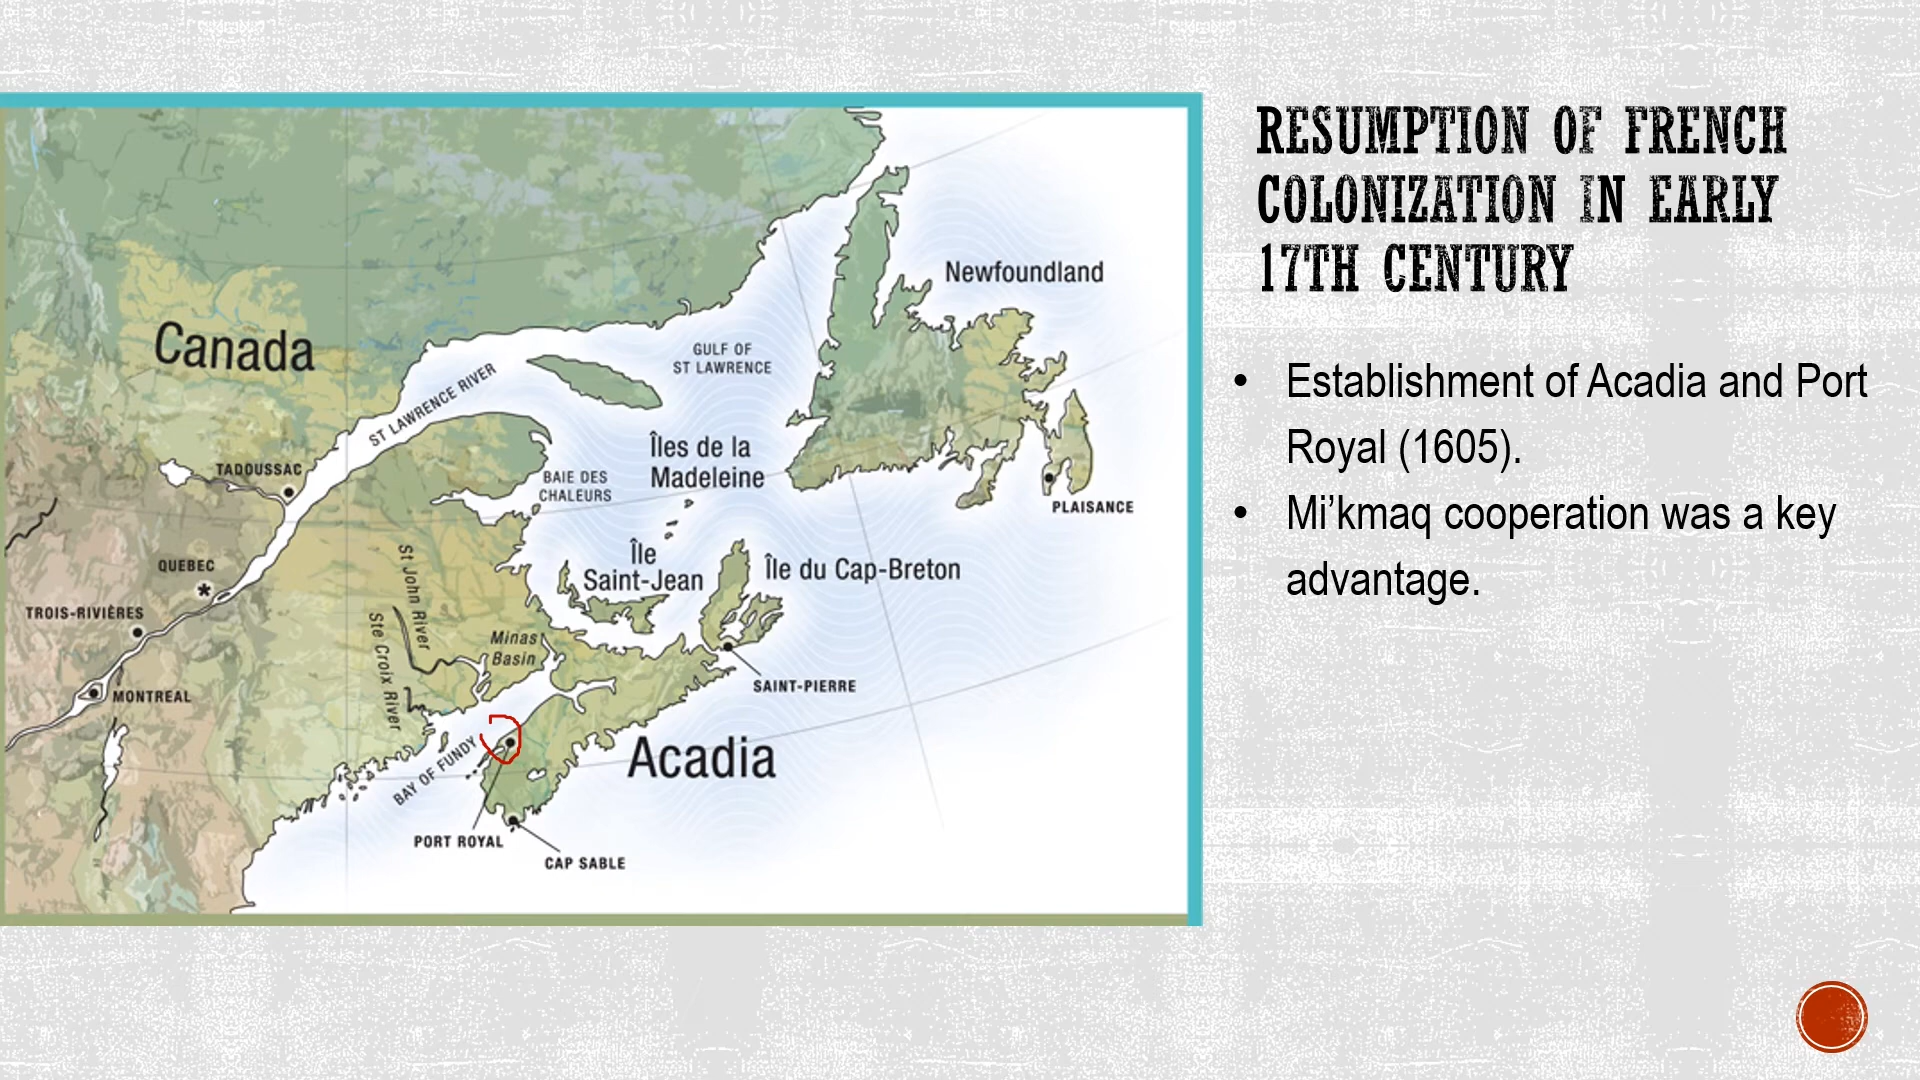 RESUMPTION OF FRENCH
COLONIZATION IN EARLY
17TH CENTURY
• Establishment of Acadia and Port
Royal (1605).
• Mi’kmaq cooperation was a key
advantage.
Canada
Newfoundland
GULF OF
ST LAWRENCE
ST LAWRENCE RIVER
Îles de la
Madeleine
TADOUSSAC
BAIE DES
CHALEURS
PLAISANCE
QUEBEC
*
St John River
Île
Saint-Jean
Île du Cap-Breton
TROIS-RIVIÈRES
Ste Croix River
Minas
Basin
MONTREAL
SAINT-PIERRE
BAY OF FUNDY
Acadia
PORT ROYAL
CAP SABLE